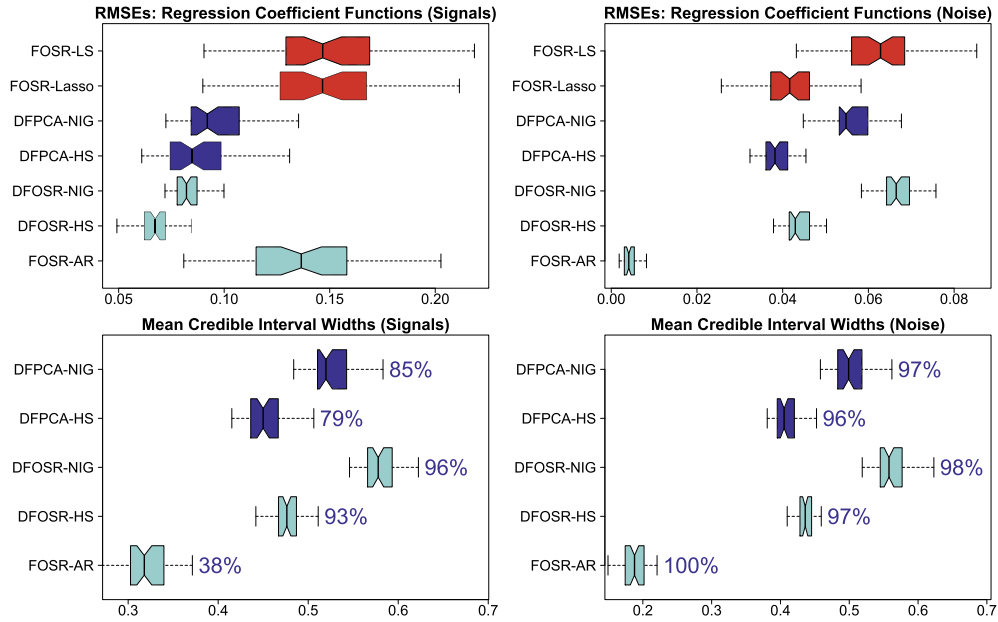 RMSEs: Regression Coefficient Functions (Signals)
FOSR-LS
FOSR-Lasso
DFPCA-NIG
DFPCA-HS
DFOSR-NIG
DFOSR-HS
FOSR-AR
0.05 0.10 0.15 0.20
RMSEs: Regression Coefficient Functions (Noise)
FOSR-LS
FOSR-Lasso
DFPCA-NIG
DFPCA-HS
DFOSR-NIG
DFOSR-HS
FOSR-AR
0.00 0.02 0.04 0.06 0.08
Mean Credible Interval Widths (Signals)
DFPCA-NIG 85%
DFPCA-HS 79%
DFOSR-NIG 96%
DFOSR-HS 93%
FOSR-AR 38%
0.3 0.4 0.5 0.6 0.7
Mean Credible Interval Widths (Noise)
DFPCA-NIG 97%
DFPCA-HS 96%
DFOSR-NIG 98%
DFOSR-HS 97%
FOSR-AR 100%
0.2 0.3 0.4 0.5 0.6 0.7